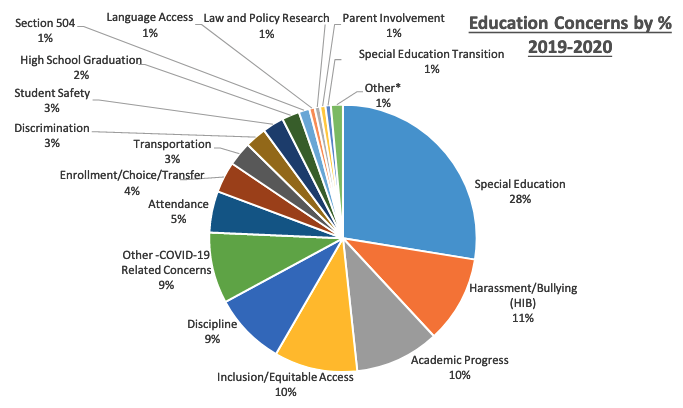 Education Concerns by %
2019-2020
Section 504
1%
Language Access
1%
Law and Policy Research
1%
Parent Involvement
1%
Special Education Transition
1%
Other*
1%
High School Graduation
2%
Student Safety
3%
Discrimination
3%
Transportation
3%
Enrollment/Choice/Transfer
4%
Attendance
5%
Other -COVID-19
Related Concerns
9%
Discipline
9%
Inclusion/Equitable Access
10%
Academic Progress
10%
Harassment/Bullying
(HIB)
11%
Special Education
28%